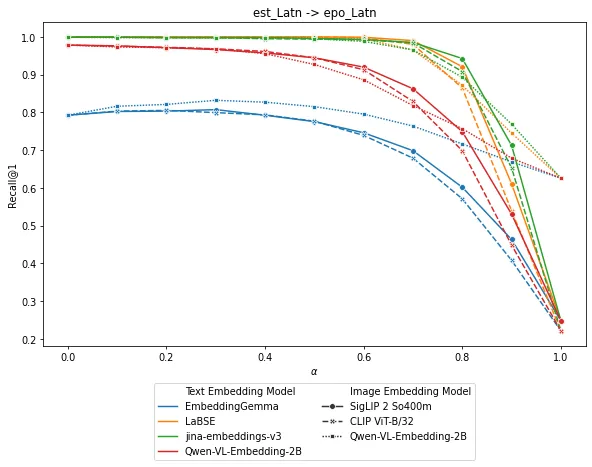 est_Latn -> epo_Latn
Recall@1
1.0
0.9
0.8
0.7
0.6
0.5
0.4
0.3
0.2
0.0 0.2 0.4 0.6 0.8 1.0
α
Text Embedding Model Image Embedding Model
EmbeddingGemma SigLIP 2 So400m
LaBSE CLIP ViT-B/32
jina-embeddings-v3 Qwen-VL-Embedding-2B
Qwen-VL-Embedding-2B